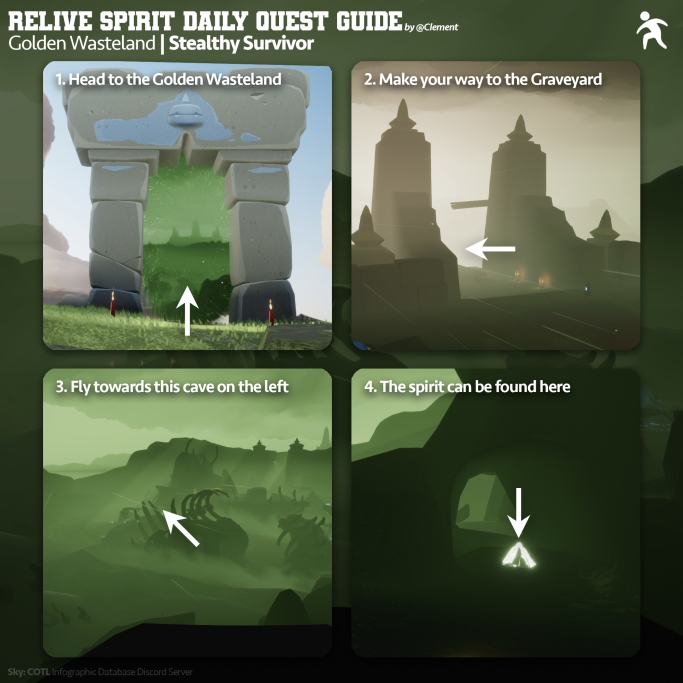 RELIVE SPIRIT DAILY QUEST GUIDE by @Clement
Golden Wasteland | Stealthy Survivor
1. Head to the Golden Wasteland
2. Make your way to the Graveyard
3. Fly towards this cave on the left
4. The spirit can be found here
Sky: COTL Infographic Database Discord Server